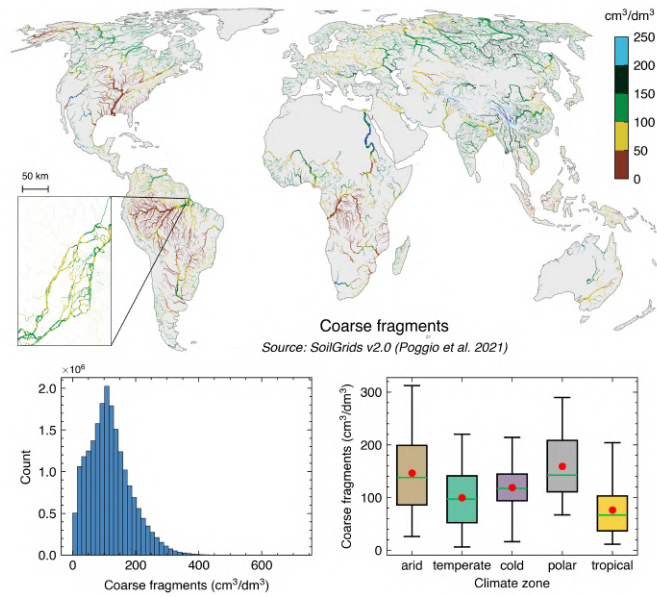 cm³/dm³
250
200
150
100
50
0
50 km
Coarse fragments
Source: SoilGrids v2.0 (Poggio et al. 2021)
×10⁶
2.0
1.5
1.0
0.5
0.0
Count
0 200 400 600
Coarse fragments (cm³/dm³)
300
200
100
0
Coarse fragments (cm³/dm³)
arid temperate cold polar tropical
Climate zone